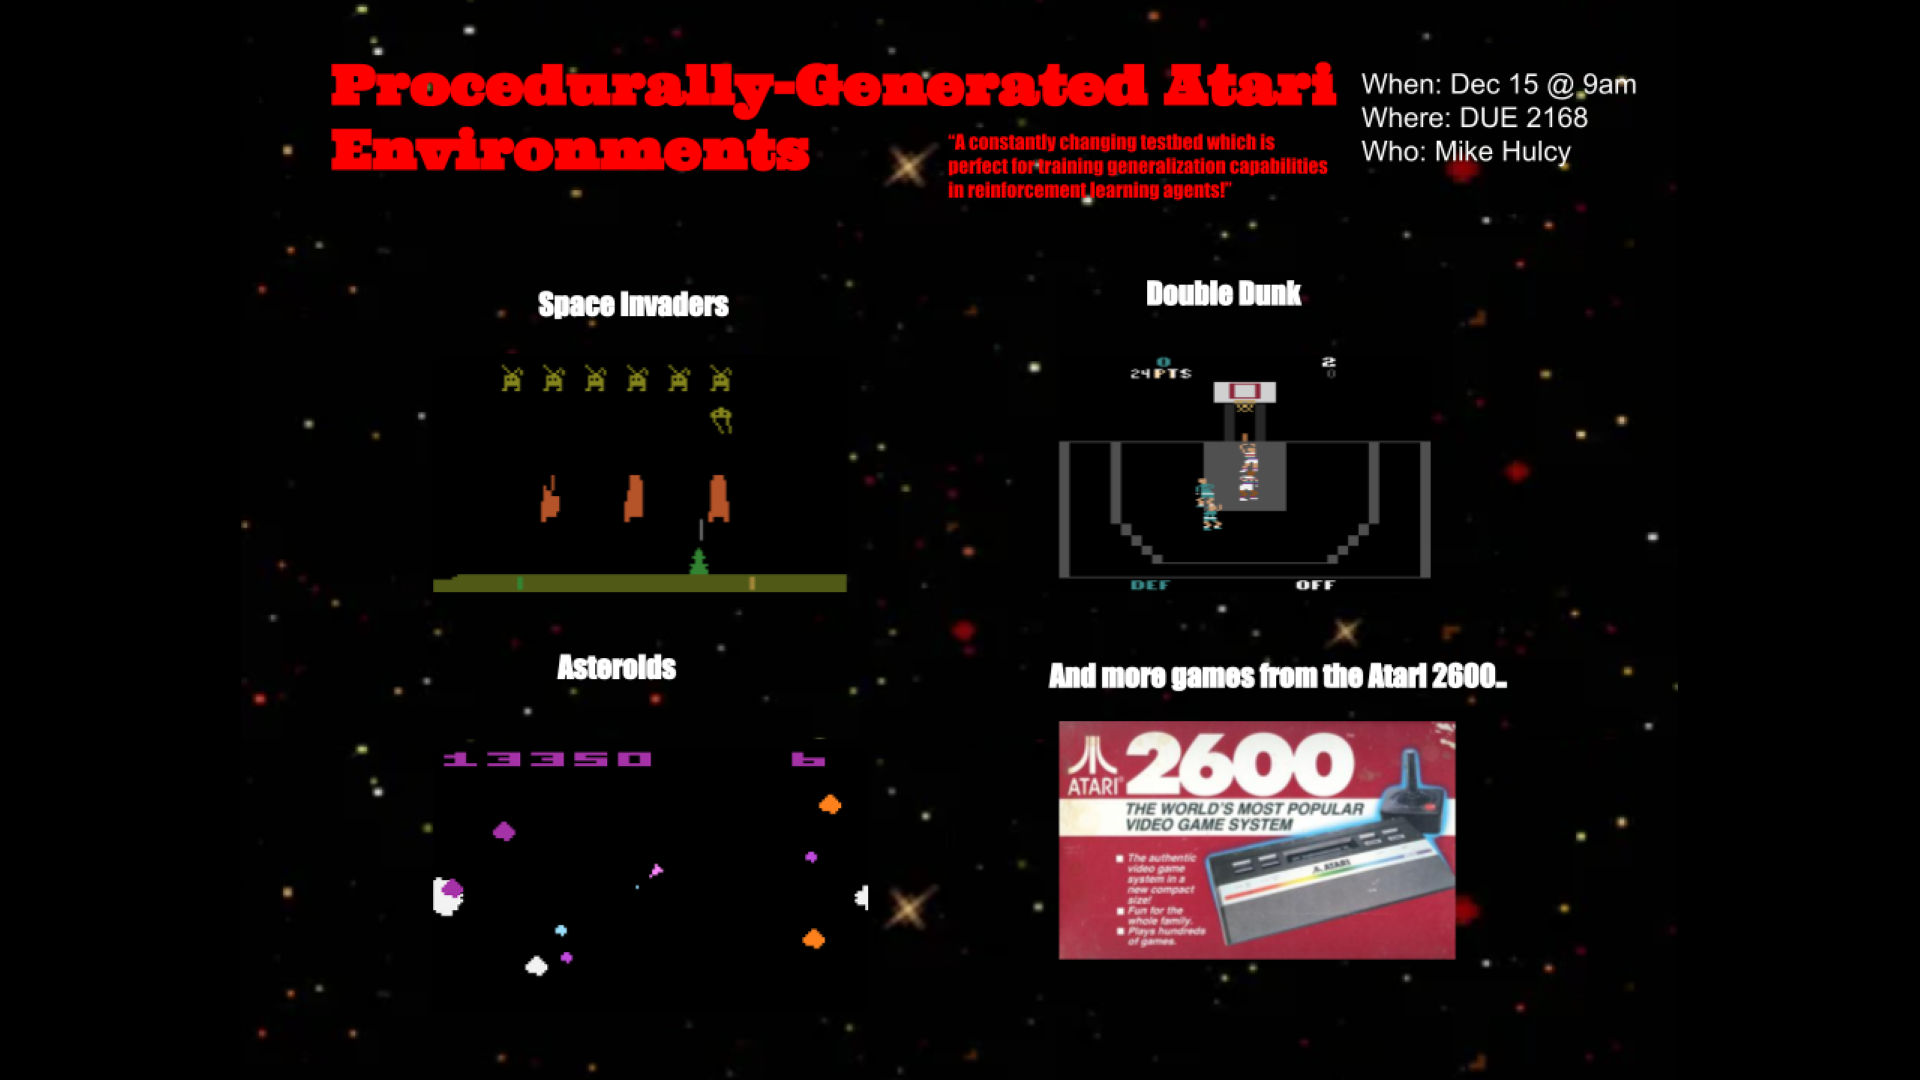 Procedurally-Generated Atari
Environments
“A constantly changing testbed which is
perfect for training generalization capabilities
in reinforcement learning agents!”
When: Dec 15 @ 9am
Where: DUE 2168
Who: Mike Hulcy
Space Invaders
Double Dunk
0
24PTS
2
0
DEF
OFF
Asteroids
And more games from the Atari 2600..
13350
6
ATARI
2600
THE WORLD'S MOST POPULAR
VIDEO GAME SYSTEM
The authentic
video game
system in a
new compact
size!
Fun for the
whole family.
Plays hundreds
of games.
ATARI